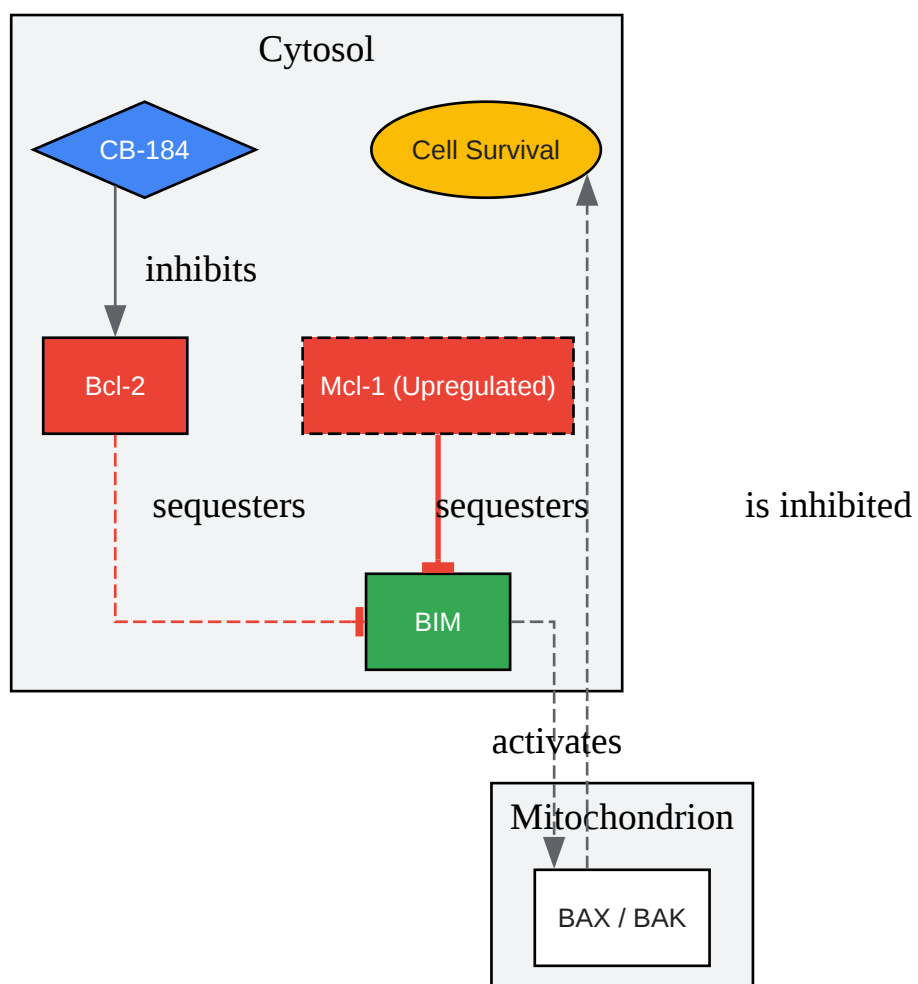 Cytosol
CB-184
Cell Survival
inhibits
Bcl-2
Mcl-1 (Upregulated)
sequesters
sequesters
is inhibited
BIM
activates
Mitochondrion
BAX / BAK